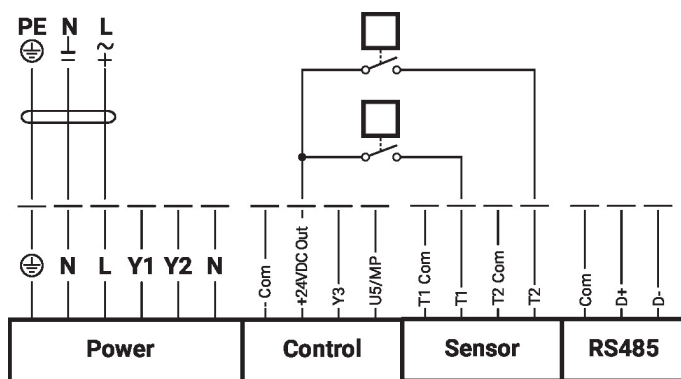 PE N L
N L Y1 Y2 N
- Com
+24VDC Out
Y3
U5/MP
T1 Com
T1
T2 Com
T2
Com
D+
D-
Power Control Sensor RS485